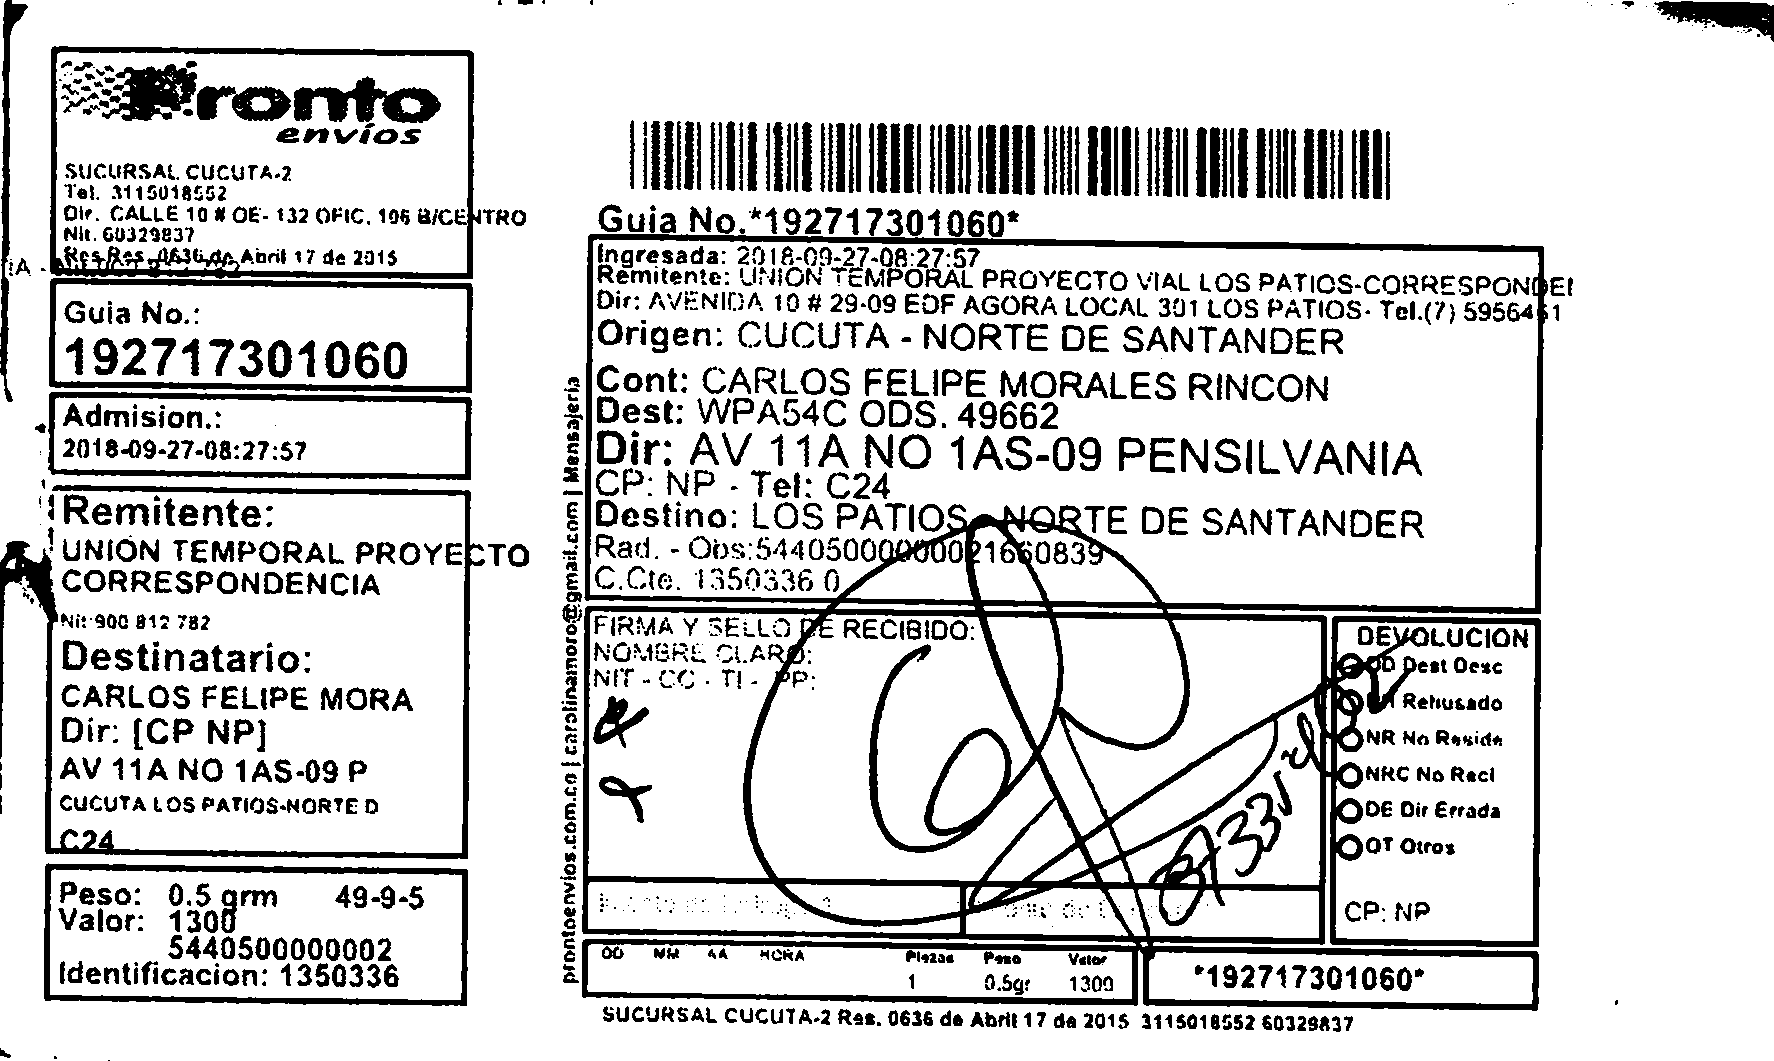 Pronto
envíos
SUCURSAL CUCUTA-2
Tel. 3115018552
Dir. CALLE 10 # OE- 132 OFIC. 106 B/CENTRO
Nit. 60329837
Res Res. 0636 de Abril 17 de 2015
Guia No.:
192717301060
Admision.:
2018-09-27-08:27:57
Remitente:
UNION TEMPORAL PROYECTO
CORRESPONDENCIA
Nit 900 812 782
Destinatario:
CARLOS FELIPE MORA
Dir: [CP NP]
AV 11A NO 1AS-09 P
CUCUTA LOS PATIOS-NORTE D
C24
Peso: 0.5 grm 49-9-5
Valor: 1300
5440500000002
Identificacion: 1350336
prontoenvios.com.co | carolinamoro@gmail.com | Mensajeria
Guia No.*192717301060*
Ingresada: 2018-09-27-08:27:57
Remitente: UNION TEMPORAL PROYECTO VIAL LOS PATIOS-CORRESPONDEN
Dir: AVENIDA 10 # 29-09 EDF AGORA LOCAL 301 LOS PATIOS- Tel.(7) 5956461
Origen: CUCUTA - NORTE DE SANTANDER
Cont: CARLOS FELIPE MORALES RINCON
Dest: WPA54C ODS. 49662
Dir: AV 11A NO 1AS-09 PENSILVANIA
CP: NP - Tel: C24
Destino: LOS PATIOS - NORTE DE SANTANDER
Rad. - Obs:544050000000021660839
C.Cte. 1350336 0
FIRMA Y SELLO DE RECIBIDO:
NOMBRE CLARO:
NIT - CC - TI - PP:
DEVOLUCION
DD Dest Desc
Rehusado
NR No Reside
NRC No Recl
DE Dir Errada
OT Otros
CP: NP
DD MM AA HORA Piezas Peso Valor
1 0.5gr 1300
*192717301060*
SUCURSAL CUCUTA-2 Res. 0636 de Abril 17 de 2015 3115018552 60329837